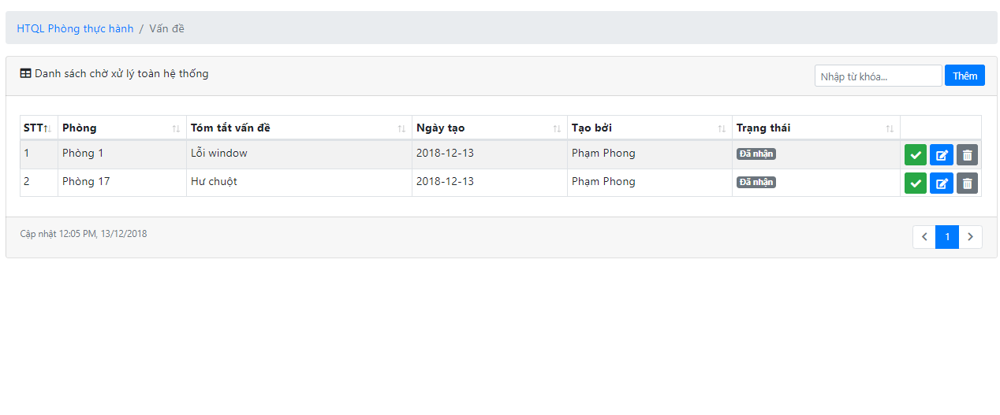 HTQL Phòng thực hành / Vấn đề
Danh sách chờ xử lý toàn hệ thống
Nhập từ khóa... Thêm
STT Phòng Tóm tắt vấn đề Ngày tạo Tạo bởi Trạng thái
1 Phòng 1 Lỗi window 2018-12-13 Phạm Phong Đã nhận
2 Phòng 17 Hư chuột 2018-12-13 Phạm Phong Đã nhận
Cập nhật 12:05 PM, 13/12/2018
1